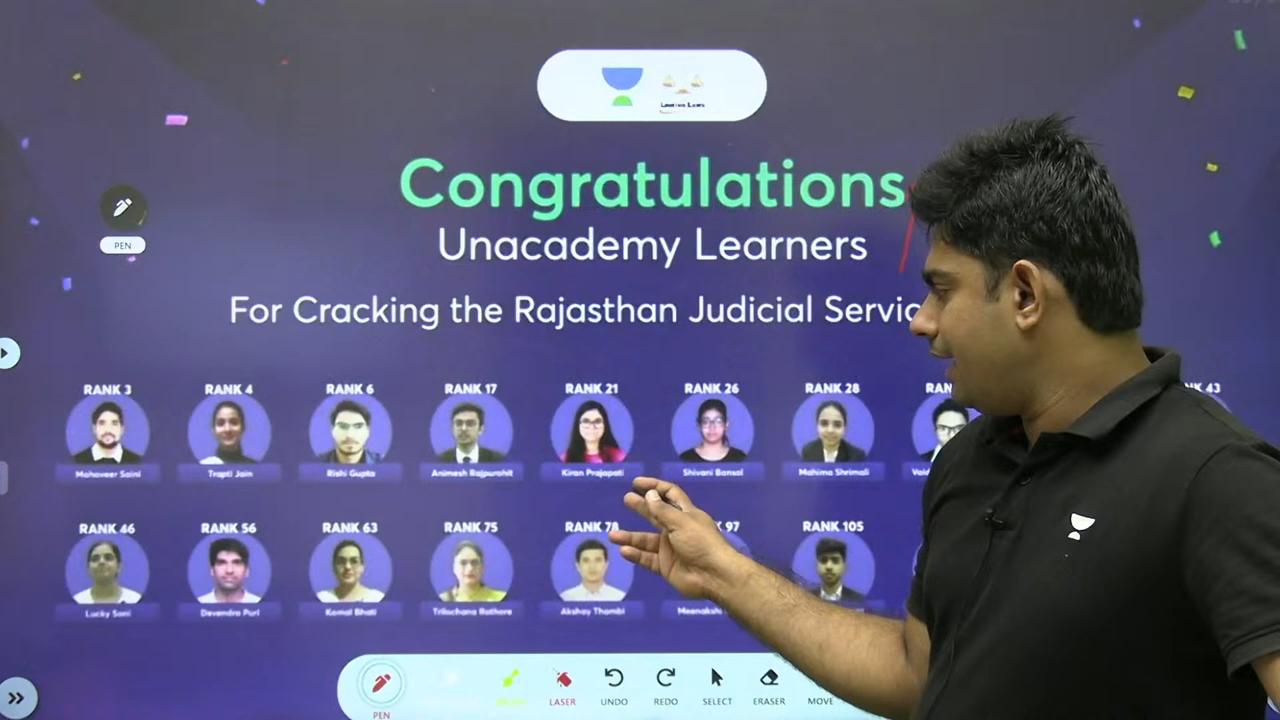 Congratulations
Unacademy Learners
For Cracking the Rajasthan Judicial
PEN
RANK 3 RANK 4 RANK 6 RANK 17 RANK 21 RANK 26 RANK 28 43
Mahaveer Saini Trapti Jain Rishi Gupta Animesh Rajpurohit Kiran Prajapati Shivani Bansal Mahima Shrimali
RANK 46 RANK 56 RANK 63 RANK 75 RANK 78 97 RANK 105
Lucky Soni Devendra Puri Komal Bhati Trilochana Rathore Akshay Thambi
PEN LASER UNDO REDO SELECT ERASER MOVE